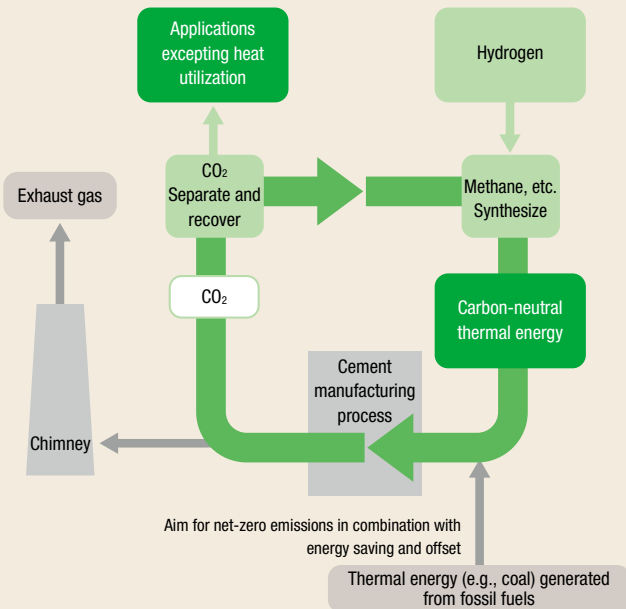 Applications
excepting heat
utilization
Hydrogen
CO₂
Separate and
recover
Methane, etc.
Synthesize
Exhaust gas
CO₂
Carbon-neutral
thermal energy
Cement
manufacturing
process
Chimney
Aim for net-zero emissions in combination with
energy saving and offset
Thermal energy (e.g., coal) generated
from fossil fuels